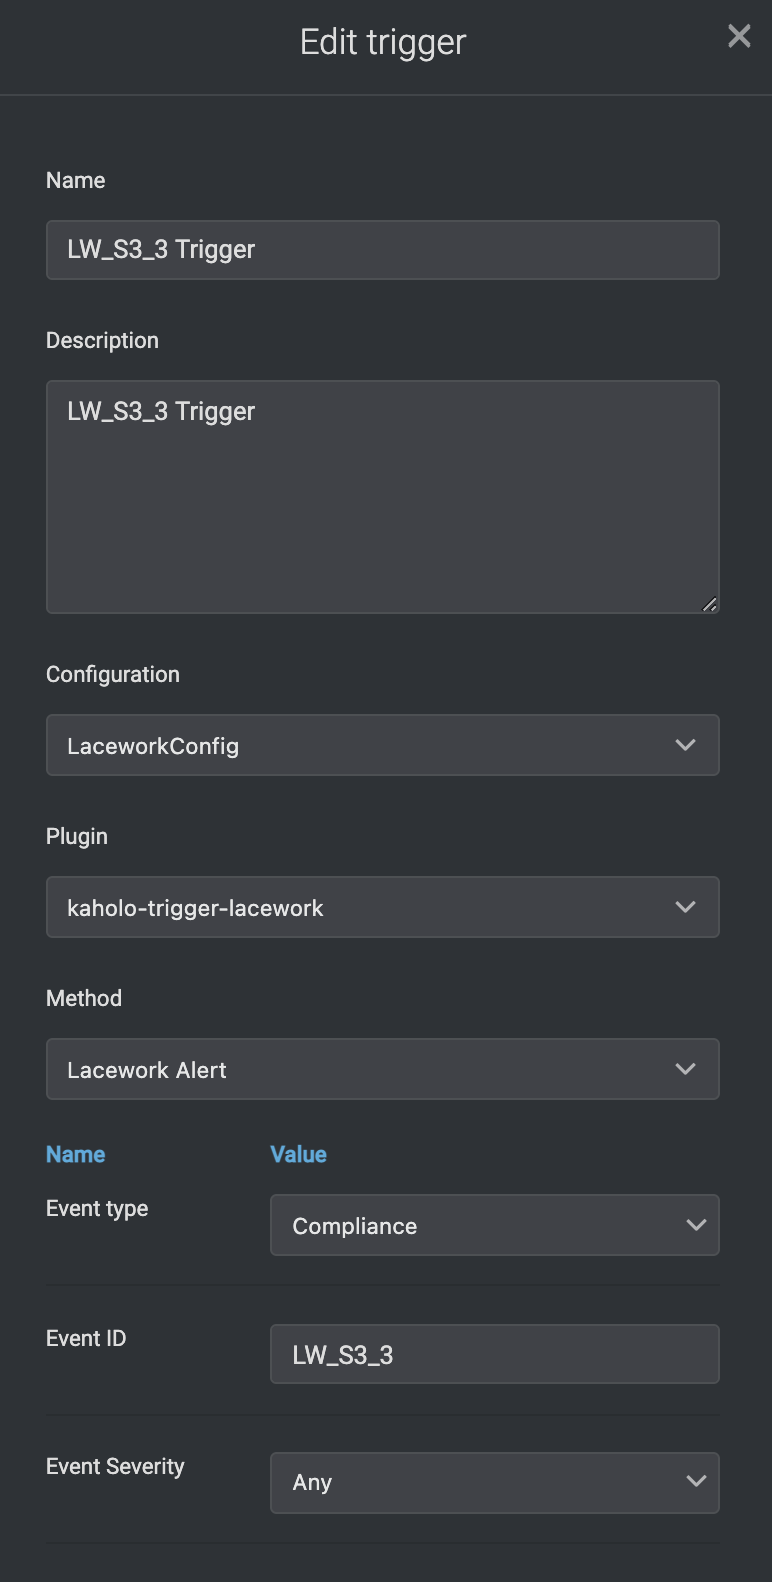 Edit trigger
Name
LW_S3_3 Trigger
Description
LW_S3_3 Trigger
Configuration
LaceworkConfig
Plugin
kaholo-trigger-lacework
Method
Lacework Alert
Name Value
Event type Compliance
Event ID LW_S3_3
Event Severity Any